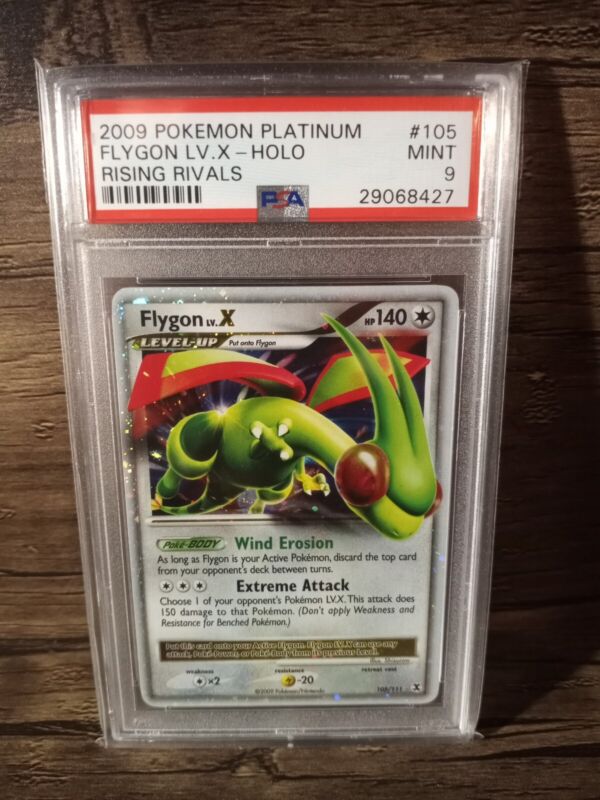 2009 POKEMON PLATINUM #105
FLYGON LV.X - HOLO MINT
RISING RIVALS 9
PSA 29068427
Flygon LV.X HP 140
LEVEL-UP Put onto Flygon
Poké-BODY Wind Erosion
As long as Flygon is your Active Pokémon, discard the top card
from your opponent's deck between turns.
Extreme Attack
Choose 1 of your opponent's Pokémon LV.X. This attack does
150 damage to that Pokémon. (Don't apply Weakness and
Resistance for Benched Pokémon.)
Put this card onto your Active Flygon. Flygon LV.X can use any
attack, Poké-Power, or Poké-Body from its previous Level.
weakness resistance retreat cost
×2 -20
©2009 Pokémon/Nintendo